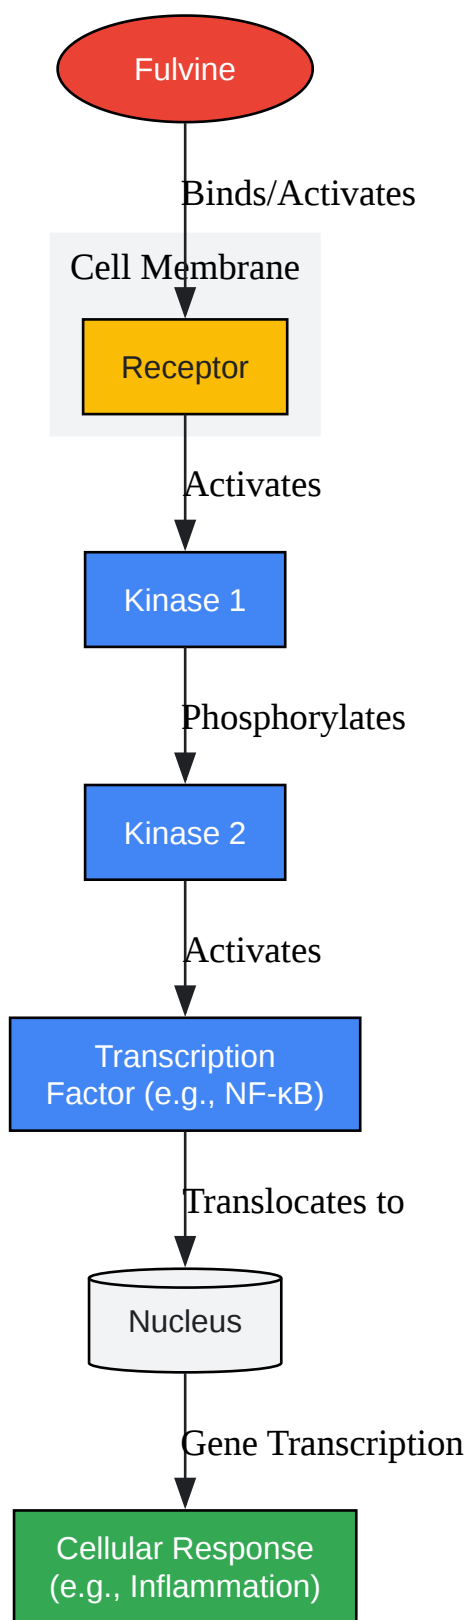 Fulvine
Binds/Activates
Cell Membrane
Receptor
Activates
Kinase 1
Phosphorylates
Kinase 2
Activates
Transcription
Factor (e.g., NF-κB)
Translocates to
Nucleus
Gene Transcription
Cellular Response
(e.g., Inflammation)